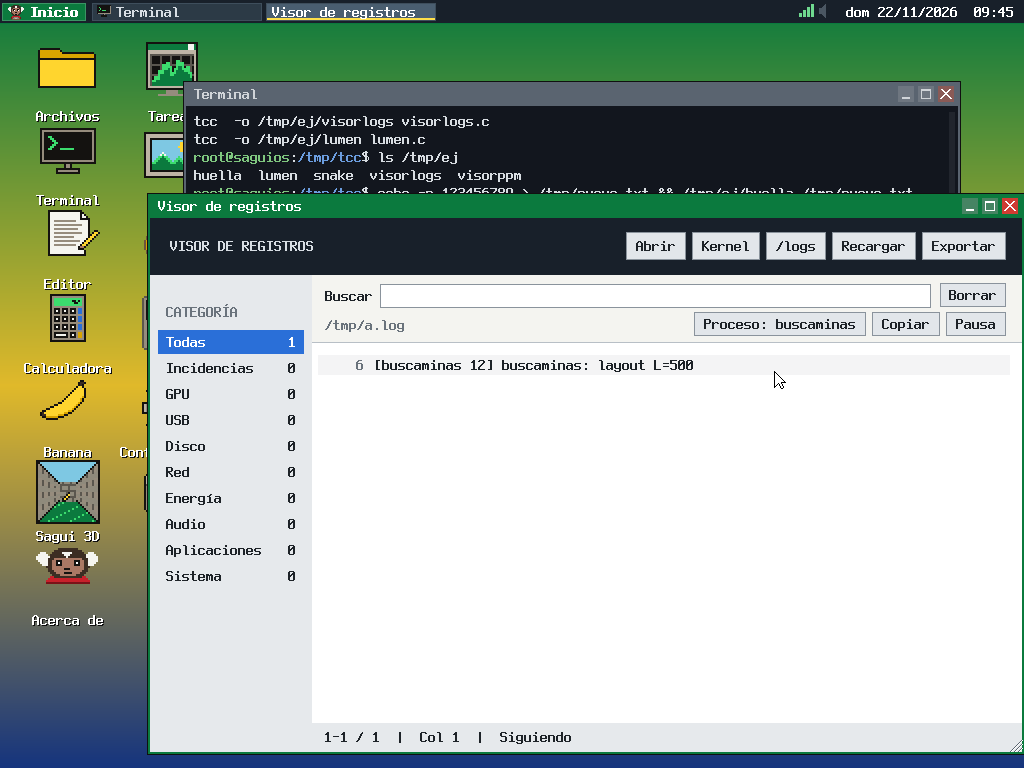 Inicio Terminal Visor de registros dom 22/11/2026 09:45
Archivos
Tarea
Terminal
Editor
Calculadora
Banana
Cont
Sagui 3D
Acerca de
Terminal
tcc -o /tmp/ej/visorlogs visorlogs.c
tcc -o /tmp/ej/lumen lumen.c
root@saguios:/tmp/tcc$ ls /tmp/ej
huella lumen snake visorlogs visorppm
Visor de registros
VISOR DE REGISTROS
Abrir Kernel /logs Recargar Exportar
Buscar Borrar
/tmp/a.log Proceso: buscaminas Copiar Pausa
CATEGORÍA
Todas 1
Incidencias 0
GPU 0
USB 0
Disco 0
Red 0
Energía 0
Audio 0
Aplicaciones 0
Sistema 0
6 [buscaminas 12] buscaminas: layout L=500
1-1 / 1 | Col 1 | Siguiendo